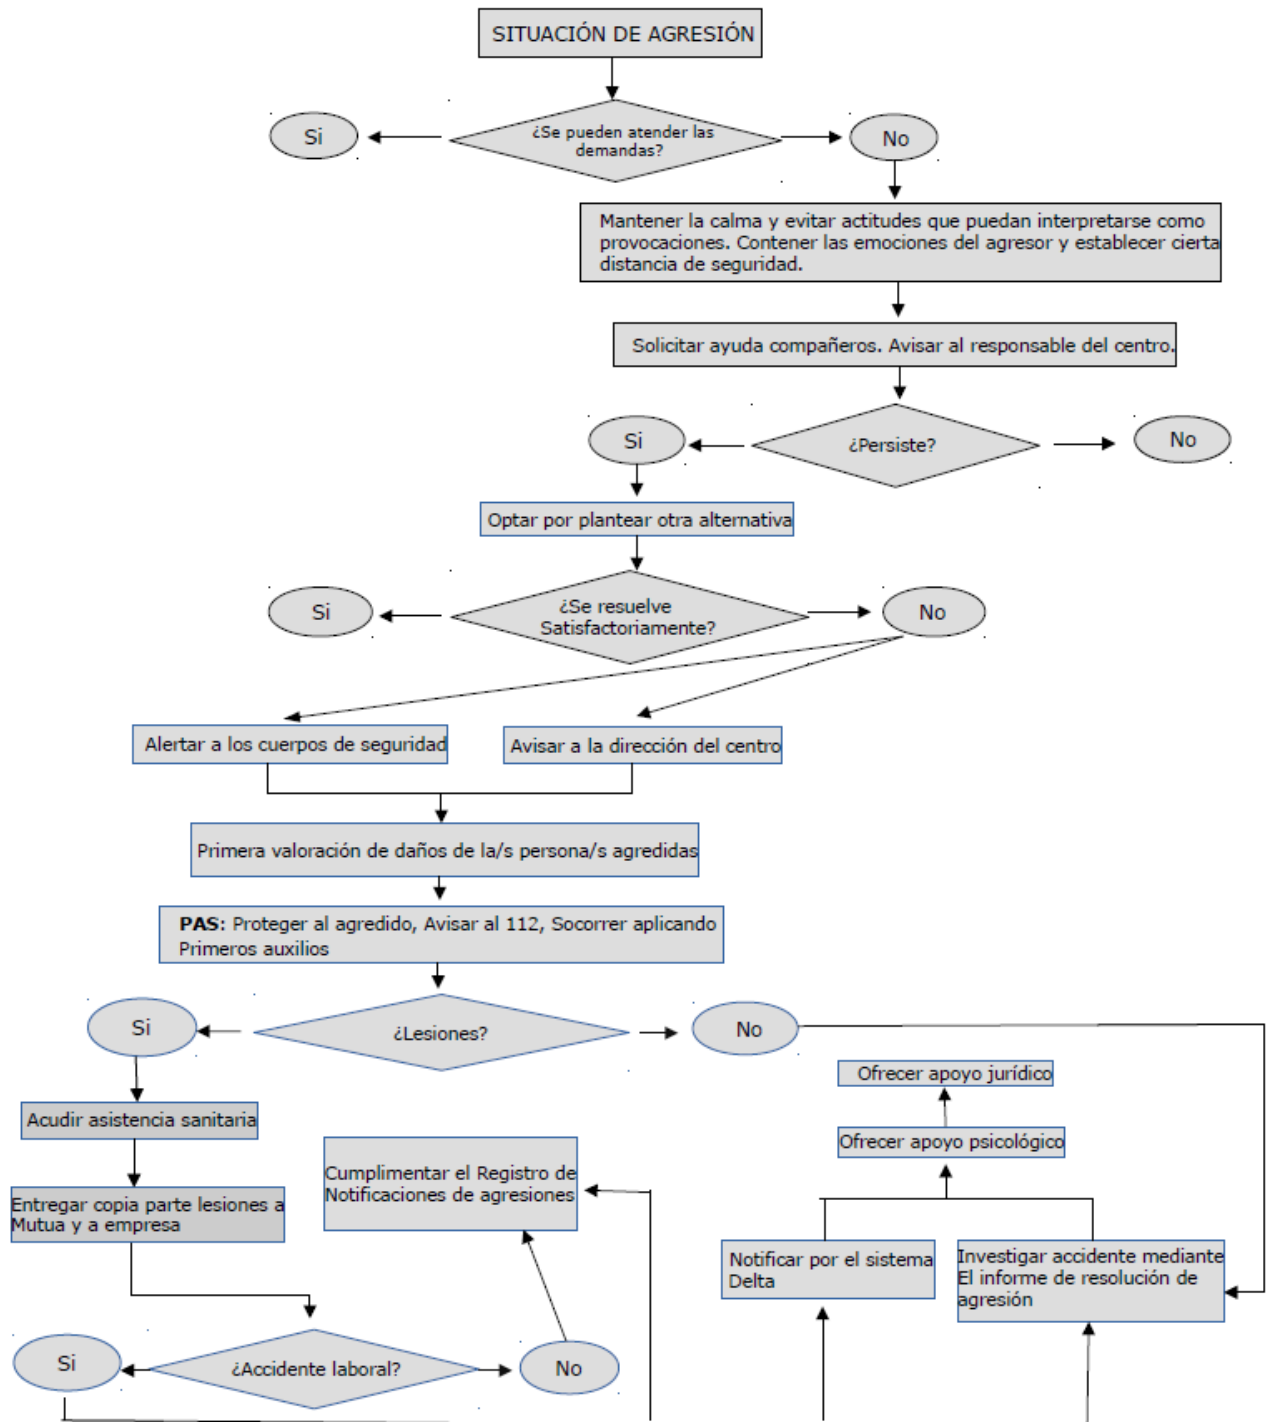 SITUACIÓN DE AGRESIÓN
¿Se pueden atender las
demandas?
Si
No
Mantener la calma y evitar actitudes que puedan interpretarse como
provocaciones. Contener las emociones del agresor y establecer cierta
distancia de seguridad.
Solicitar ayuda compañeros. Avisar al responsable del centro.
Si
¿Persiste?
No
Optar por plantear otra alternativa
Si
¿Se resuelve
Satisfactoriamente?
No
Alertar a los cuerpos de seguridad
Avisar a la dirección del centro
Primera valoración de daños de la/s persona/s agredidas
PAS: Proteger al agredido, Avisar al 112, Socorrer aplicando
Primeros auxilios
Si
¿Lesiones?
No
Ofrecer apoyo jurídico
Acudir asistencia sanitaria
Ofrecer apoyo psicológico
Cumplimentar el Registro de
Notificaciones de agresiones
Entregar copia parte lesiones a
Mutua y a empresa
Notificar por el sistema
Delta
Investigar accidente mediante
El informe de resolución de
agresión
Si
¿Accidente laboral?
No